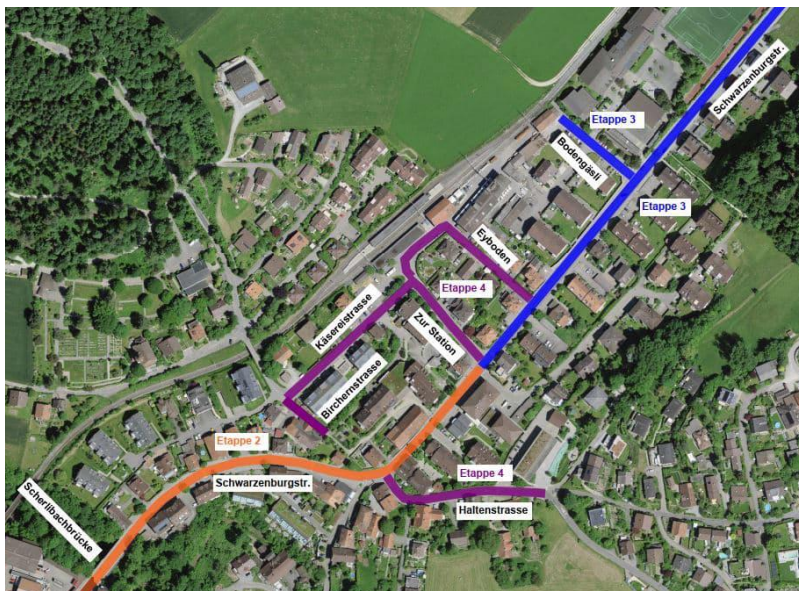 Schwarzenburgstr.
Etappe 3
Bodengässli
Etappe 3
Eyboden
Etappe 4
Käsereistrasse
Zur Station
Birchernstrasse
Etappe 2
Schwarzenburgstr.
Etappe 4
Haltenstrasse
Scherlibachbrücke